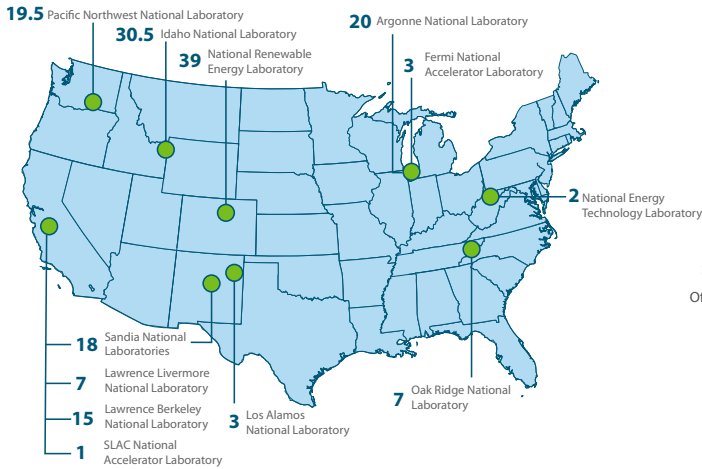 19.5 Pacific Northwest National Laboratory
30.5 Idaho National Laboratory
39 National Renewable
Energy Laboratory
20 Argonne National Laboratory
3 Fermi National
Accelerator Laboratory
2 National Energy
Technology Laboratory
Of
18 Sandia National
Laboratories
7 Lawrence Livermore
National Laboratory
15 Lawrence Berkeley
National Laboratory
1 SLAC National
Accelerator Laboratory
3 Los Alamos
National Laboratory
7 Oak Ridge National
Laboratory